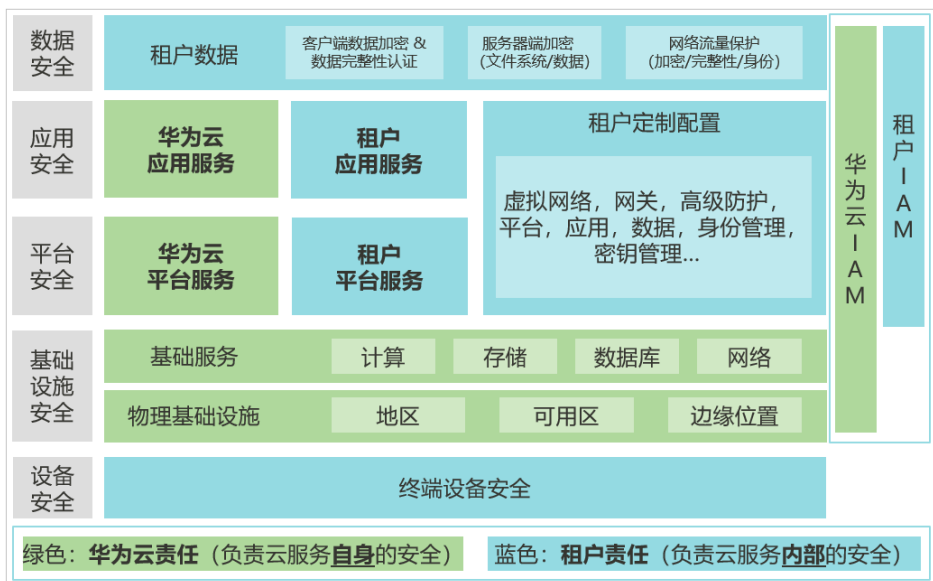 数据
安全
租户数据
客户端数据加密 &
数据完整性认证
服务器端加密
(文件系统/数据)
网络流量保护
(加密/完整性/身份)
应用
安全
华为云
应用服务
租户
应用服务
租户定制配置
虚拟网络，网关，高级防护，
平台，应用，数据，身份管理，
密钥管理...
平台
安全
华为云
平台服务
租户
平台服务
基础
设施
安全
基础服务
计算
存储
数据库
网络
物理基础设施
地区
可用区
边缘位置
设备
安全
终端设备安全
华为云IAM
租户IAM
绿色：华为云责任（负责云服务自身的安全）
蓝色：租户责任（负责云服务内部的安全）